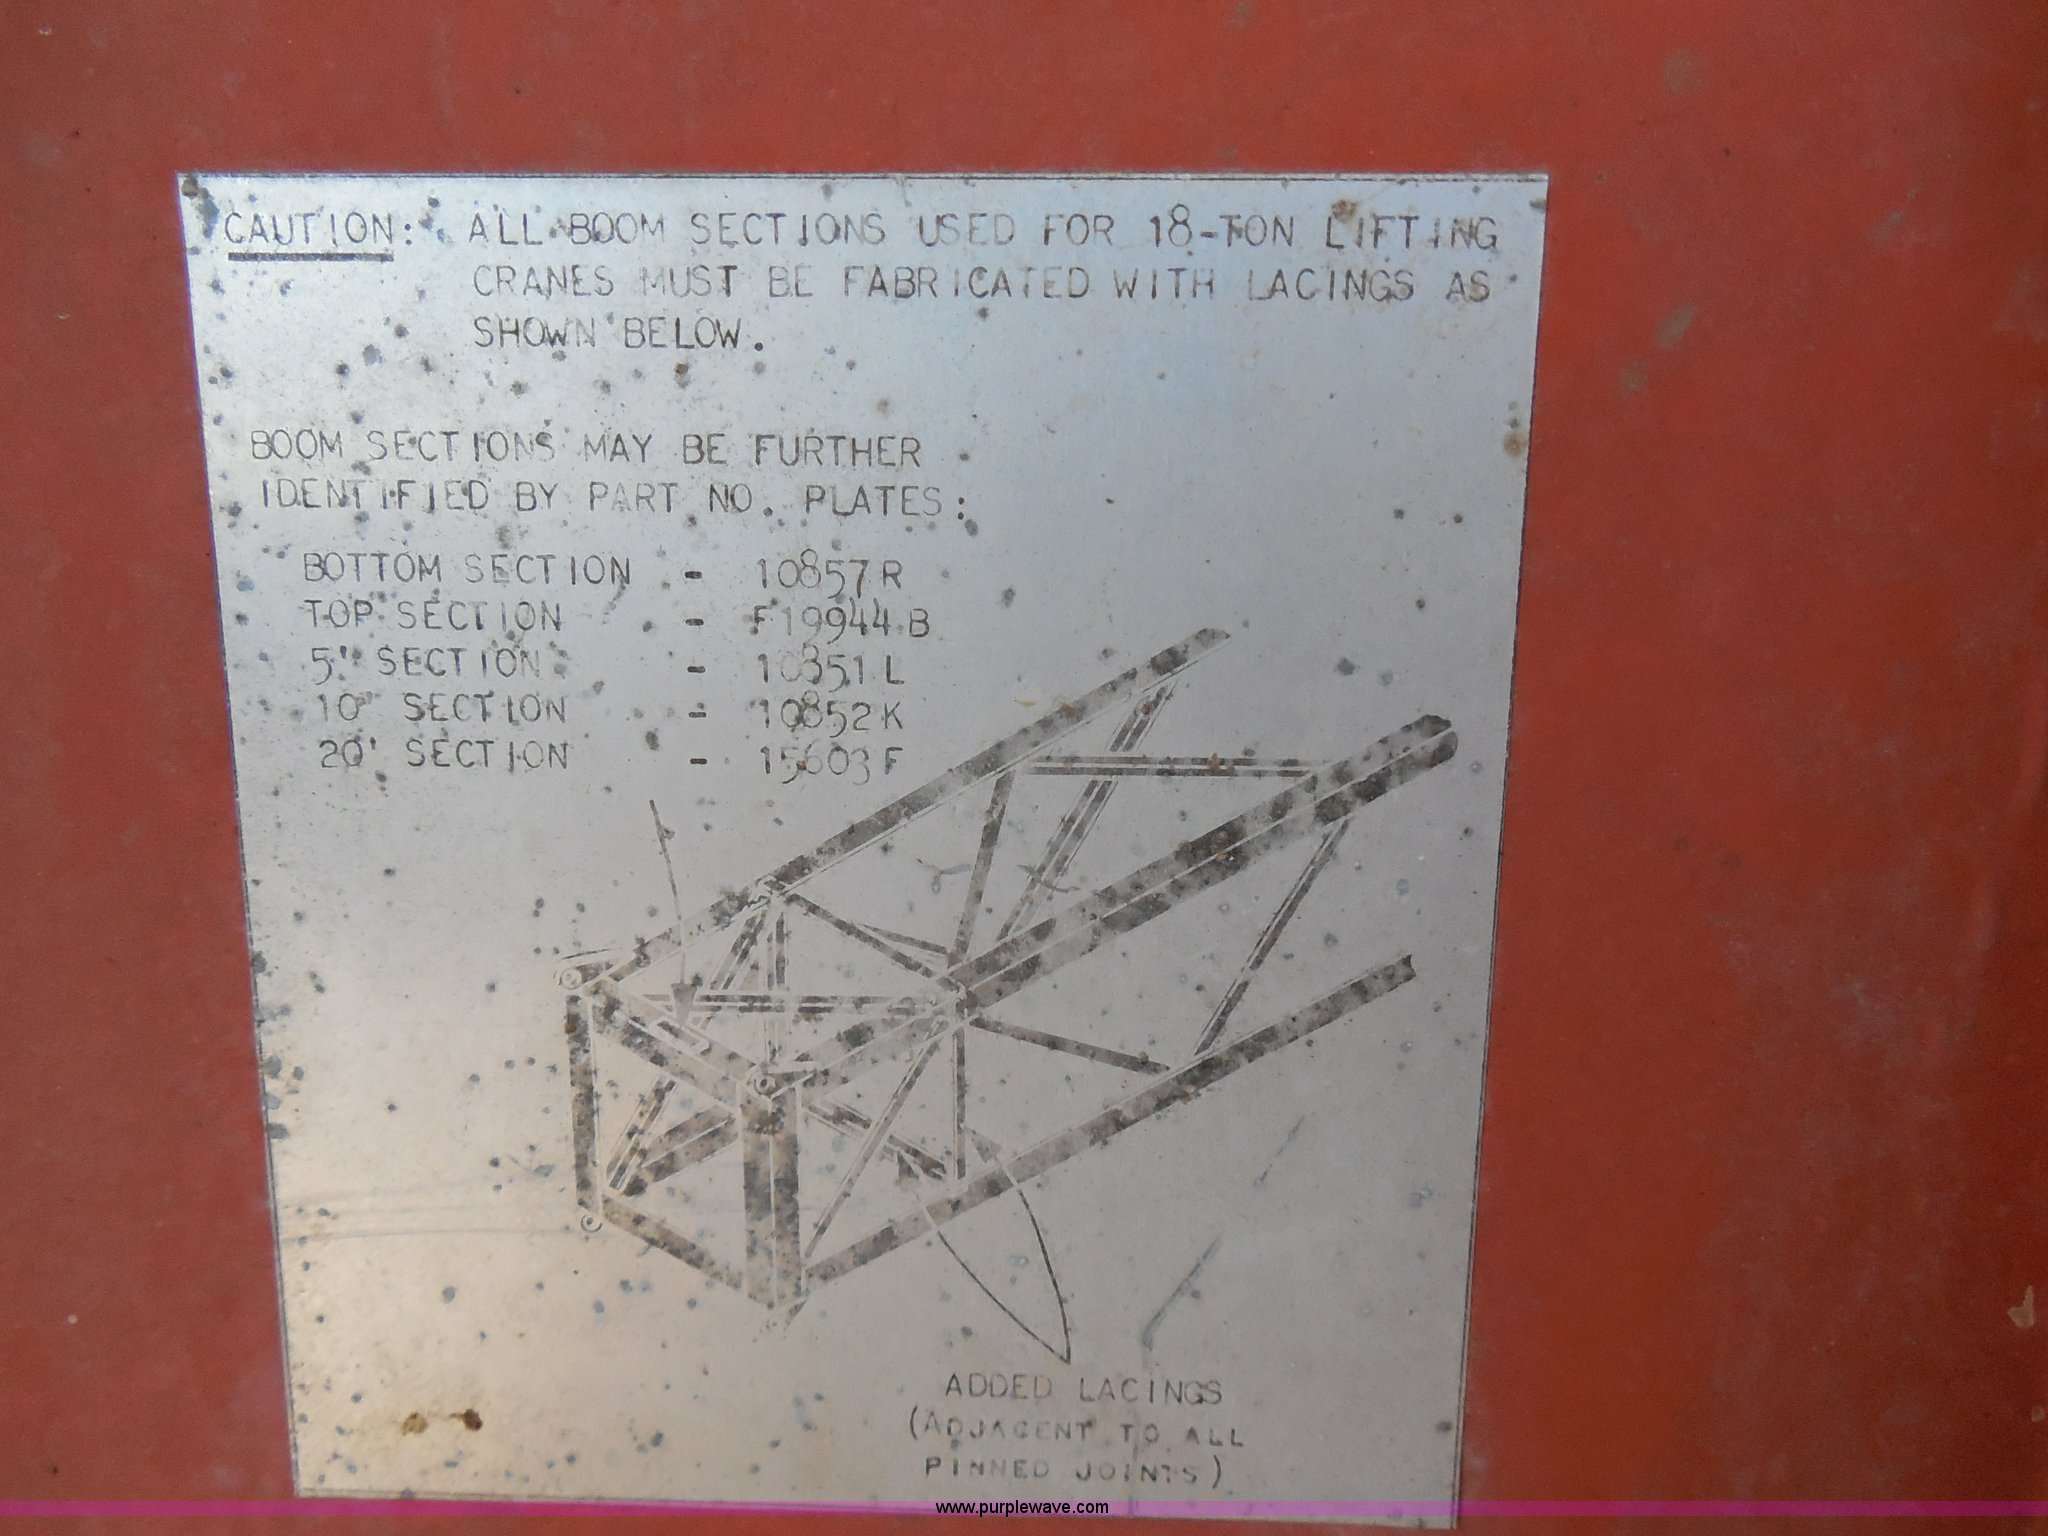 CAUTION: ALL BOOM SECTIONS USED FOR 18-TON LIFTING
CRANES MUST BE FABRICATED WITH LACINGS AS
SHOWN BELOW.
BOOM SECTIONS MAY BE FURTHER
IDENTIFIED BY PART NO. PLATES:
BOTTOM SECTION - 10857R
TOP SECTION - F19944B
5' SECTION - 10851L
10' SECTION - 10852K
20' SECTION - 15603F
ADDED LACINGS
(ADJACENT TO ALL
PINNED JOINTS)
www.purplewave.com